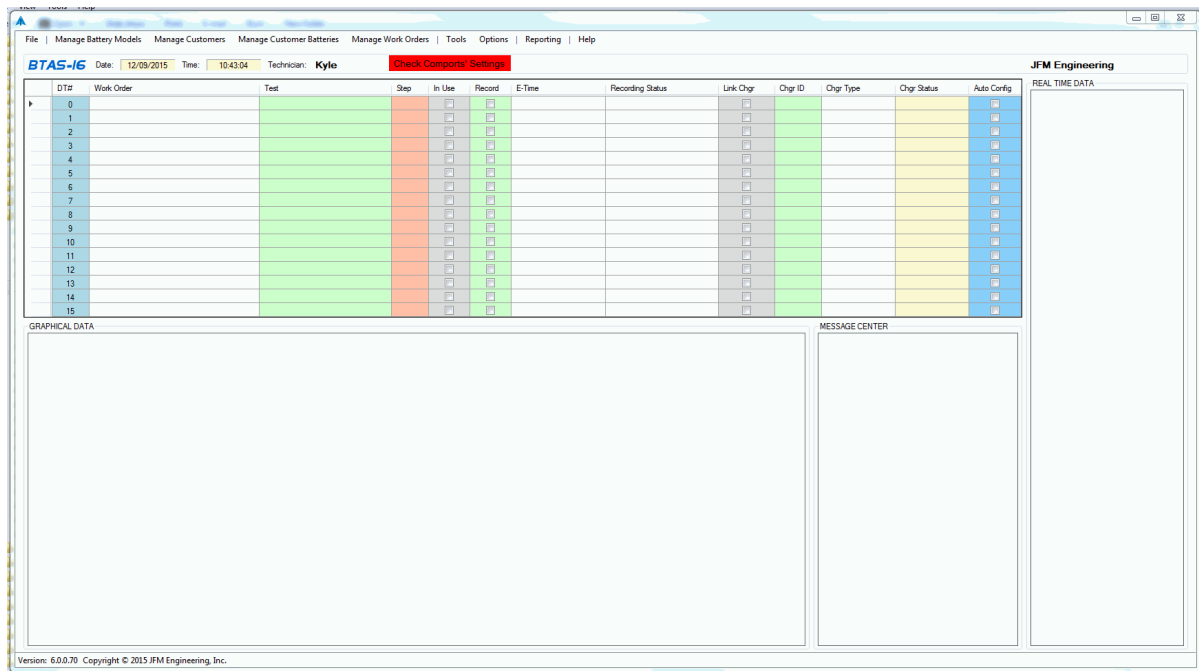 View Tools Help
File | Manage Battery Models Manage Customers Manage Customer Batteries Manage Work Orders | Tools Options | Reporting | Help
BTAS-16 Date: 12/09/2015 Time: 10:43:04 Technician: Kyle Check Comports' Settings JFM Engineering
DT# Work Order Test Step In Use Record E-Time Recording Status Link Chgr Chgr ID Chgr Type Chgr Status Auto Config REAL TIME DATA
0
1
2
3
4
5
6
7
8
9
10
11
12
13
14
15
GRAPHICAL DATA MESSAGE CENTER
Version: 6.0.0.70 Copyright © 2015 JFM Engineering, Inc.